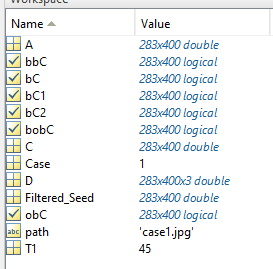 Workspace
Name Value
A 283x400 double
bbC 283x400 logical
bC 283x400 logical
bC1 283x400 logical
bC2 283x400 logical
bobC 283x400 logical
C 283x400 double
Case 1
D 283x400x3 double
Filtered_Seed 283x400 double
obC 283x400 logical
abc path 'case1.jpg'
T1 45